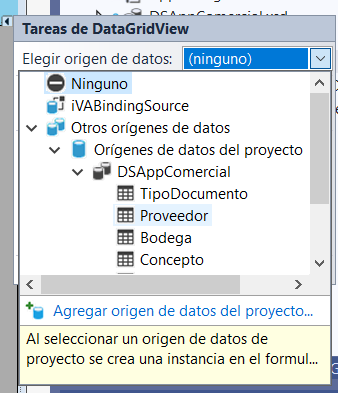 DSAppComercial.xsd
Tareas de DataGridView
Elegir origen de datos: (ninguno)
Ninguno
iVABindingSource
Otros orígenes de datos
Orígenes de datos del proyecto
DSAppComercial
TipoDocumento
Proveedor
Bodega
Concepto
Agregar origen de datos del proyecto...
Al seleccionar un origen de datos de
proyecto se crea una instancia en el formul...